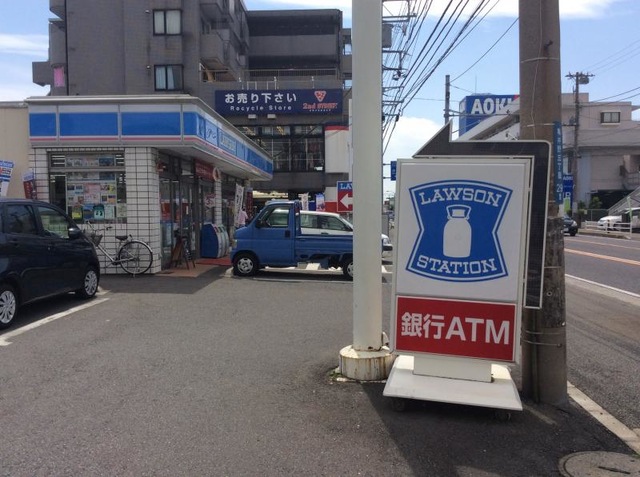 お売り下さい
Recycle Store
2nd STREET
AOKI
LAWSON
STATION
銀行ATM